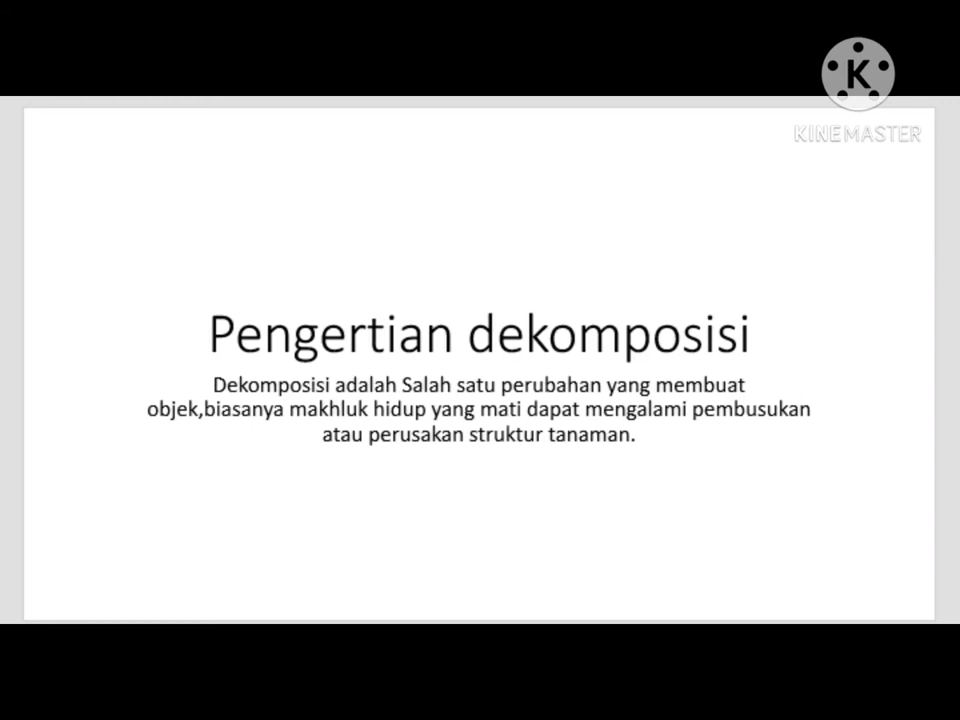 K
KINEMASTER
Pengertian dekomposisi
Dekomposisi adalah Salah satu perubahan yang membuat
objek,biasanya makhluk hidup yang mati dapat mengalami pembusukan
atau perusakan struktur tanaman.